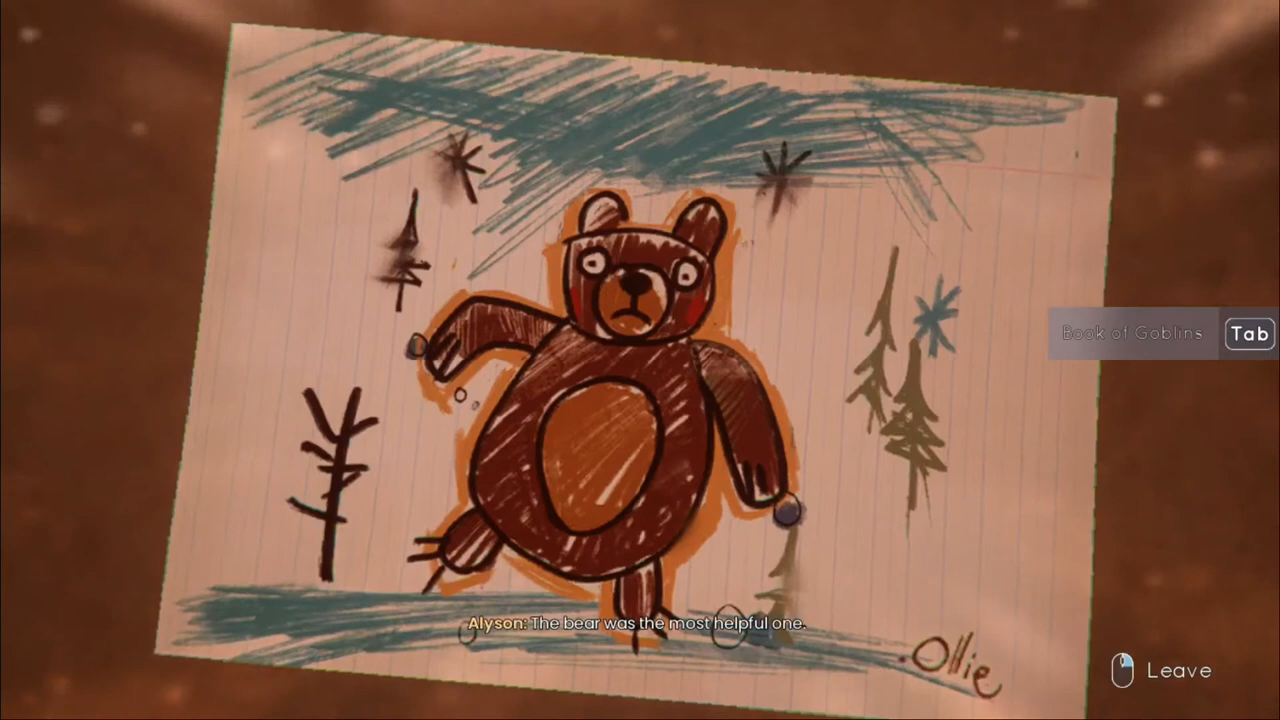 Book of Goblins Tab
Alyson: The bear was the most helpful one.
Ollie
Leave